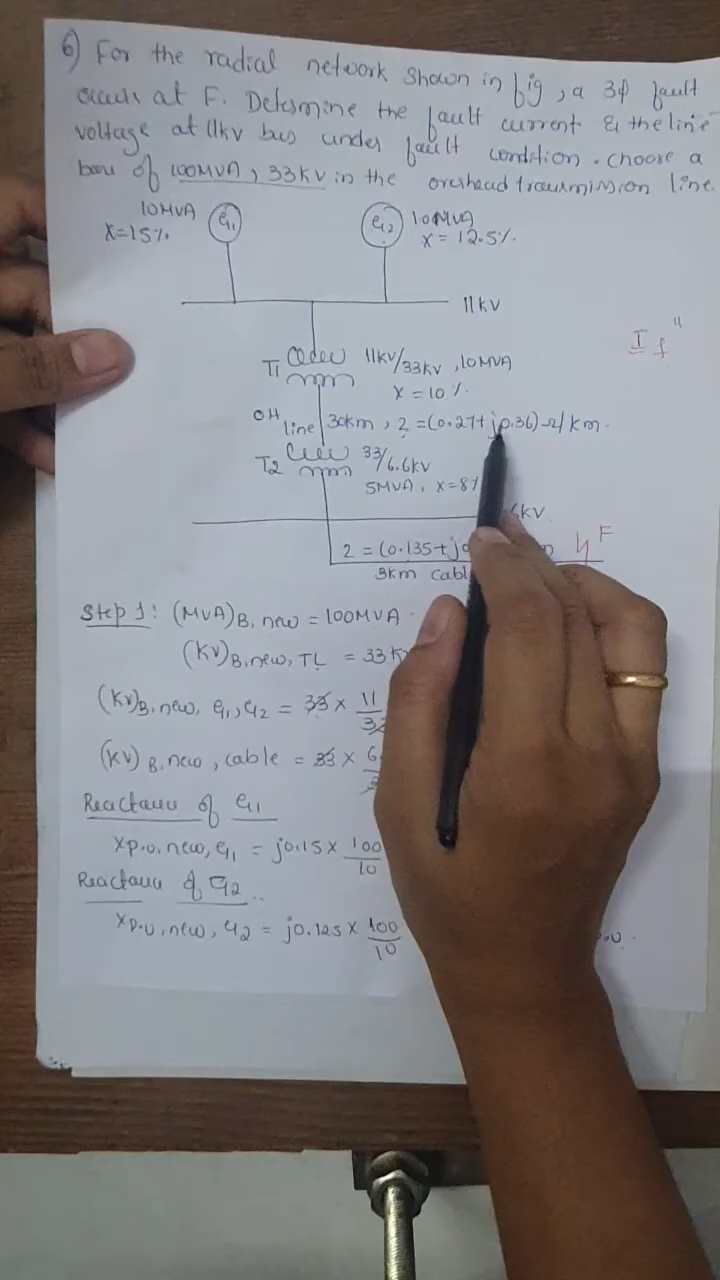 6) For the radial network shown in fig, a 3φ fault
occurs at F. Determine the fault current & the line
voltage at 11kv bus under fault condition. Choose a
base of 100MVA, 33KV in the overhead transmission line.
10MVA
X=15%
G1
G2
10MVA
X = 12.5%
11kv
T1
11kv/33kv, 10MVA
X = 10%
If"
OH line
30km, Z = (0.27+j0.36)Ω/km.
T2
33/6.6kv
5MVA, X=8%
6kv
Z = (0.135+j0
3km cabl
F
Step 1: (MVA)B, new = 100MVA
(KV)B, new, TL = 33K
(KV)B, new, G1, G2 = 33 × 11/33
(KV) B, new, cable = 33 × 6.
Reactance of G1
Xp.u, new, G1 = j0.15 × 100/10
Reactance of G2
Xp.u, new, G2 = j0.125 × 100/10
p.u.